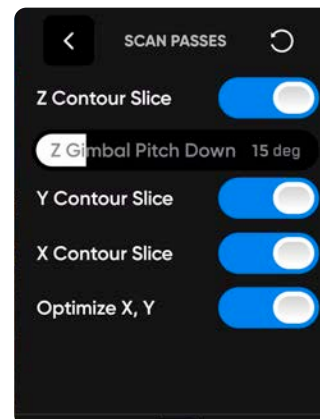 SCAN PASSES
Z Contour Slice
Z Gimbal Pitch Down 15 deg
Y Contour Slice
X Contour Slice
Optimize X, Y